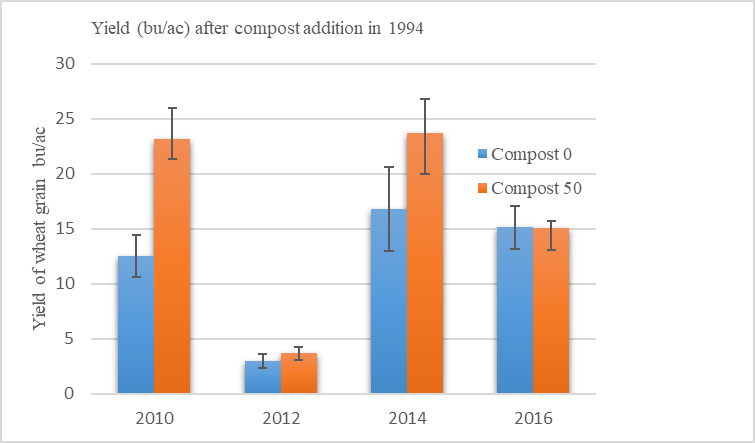 Yield (bu/ac) after compost addition in 1994
30
25
20
15
10
5
0
Yield of wheat grain bu/ac
Compost 0
Compost 50
2010 2012 2014 2016